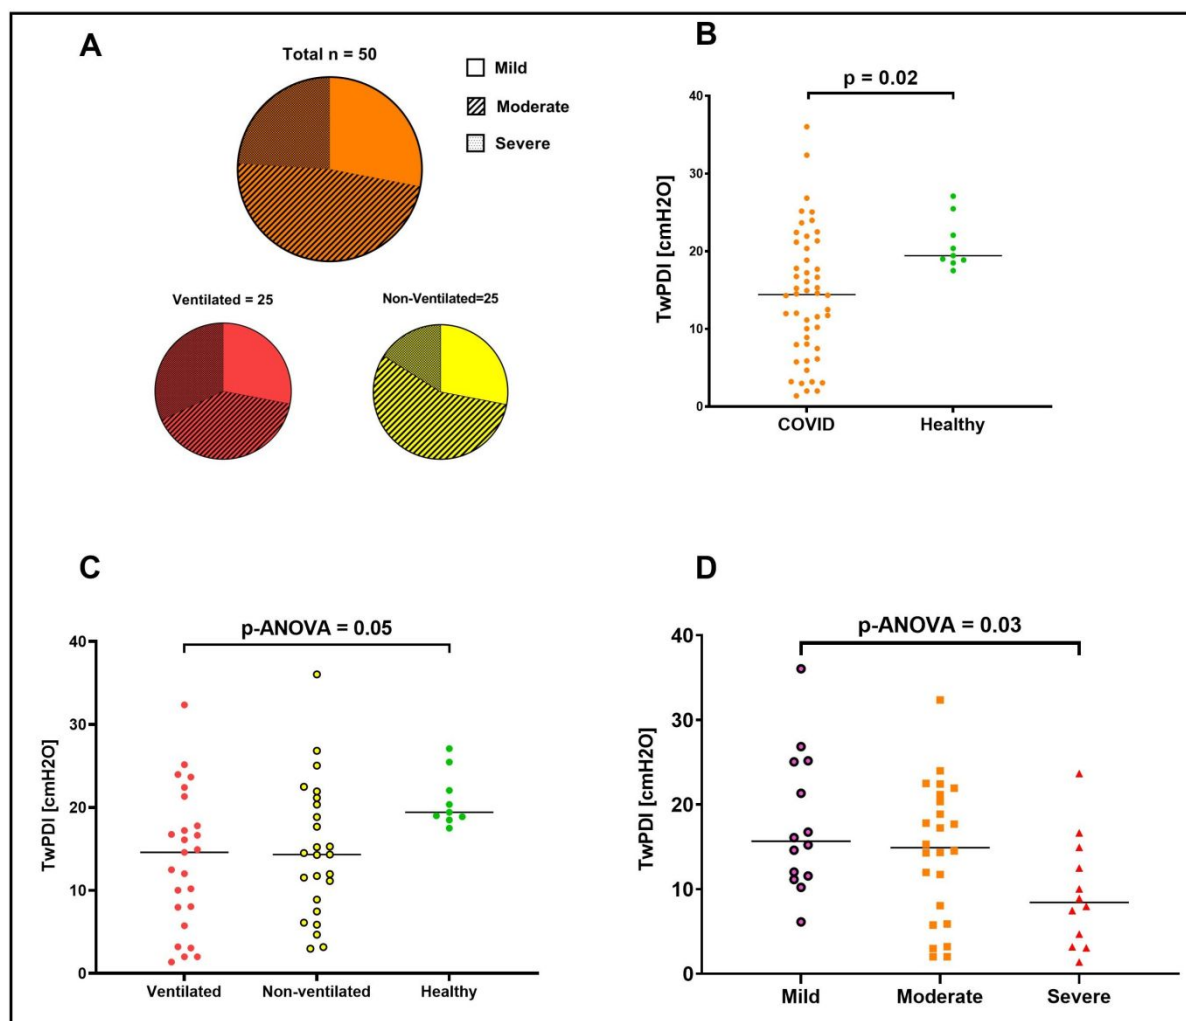 A
Total n = 50
Mild
Moderate
Severe
Ventilated = 25
Non-Ventilated=25
B
p = 0.02
TwPDI [cmH2O]
40
30
20
10
0
COVID
Healthy
C
p-ANOVA = 0.05
TwPDI [cmH2O]
40
30
20
10
0
Ventilated
Non-ventilated
Healthy
D
p-ANOVA = 0.03
TwPDI [cmH2O]
40
30
20
10
0
Mild
Moderate
Severe